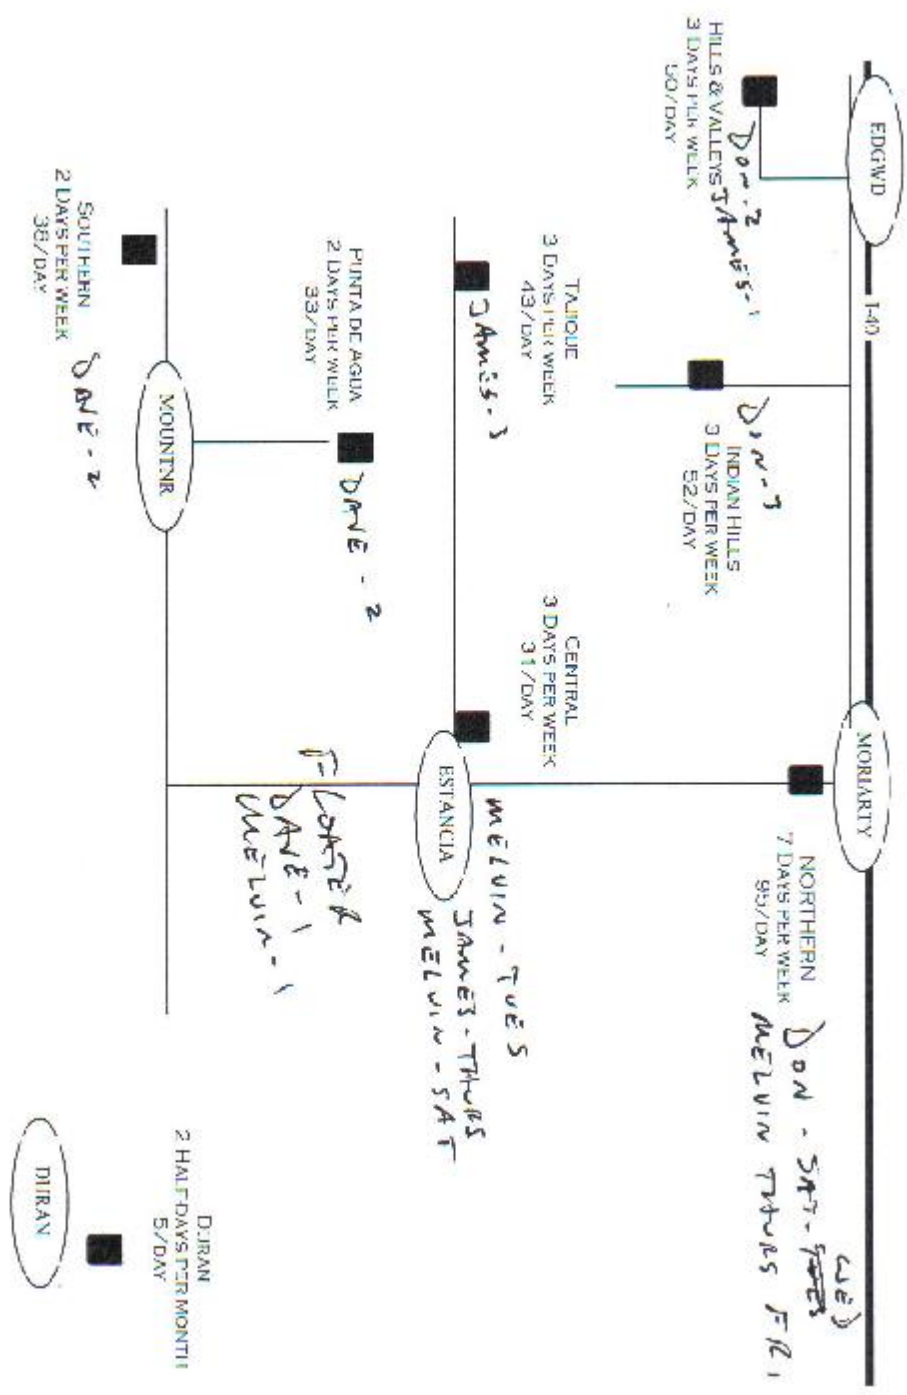 EDGWD
I-40
MORIARTY
HILLS & VALLEYS
3 DAYS PER WEEK
50/DAY
DON-2
JAMES-1
INDIAN HILLS
3 DAYS PER WEEK
52/DAY
DON-3
NORTHERN
7 DAYS PER WEEK
95/DAY
WED
DON - SAT - TUES
MELVIN THURS FRI
TAJIQUE
3 DAYS PER WEEK
43/DAY
JAMES-3
CENTRAL
3 DAYS PER WEEK
31/DAY
ESTANCIA
MELVIN - TUES
JAMES - THURS
MELVIN - SAT
PUNTA DE AGUA
2 DAYS PER WEEK
33/DAY
DANE - 2
FLOATER
DANE - 1
MELVIN - 1
MOUNTNR
SOUTHERN
2 DAYS PER WEEK
38/DAY
DANE - 2
DURAN
2 HALF-DAYS PER MONTH
5/DAY
DURAN